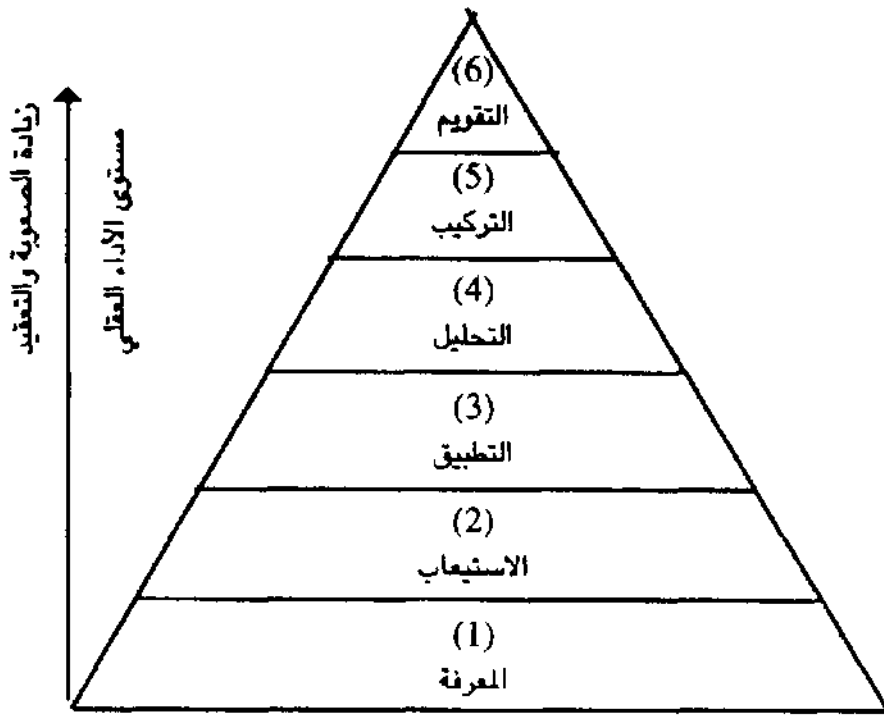 (6)
التقويم
(5)
التركيب
(4)
التحليل
(3)
التطبيق
(2)
الاستيعاب
(1)
المعرفة
زيادة الصعوبة والتعقيد
مستوى الأداء العقلي